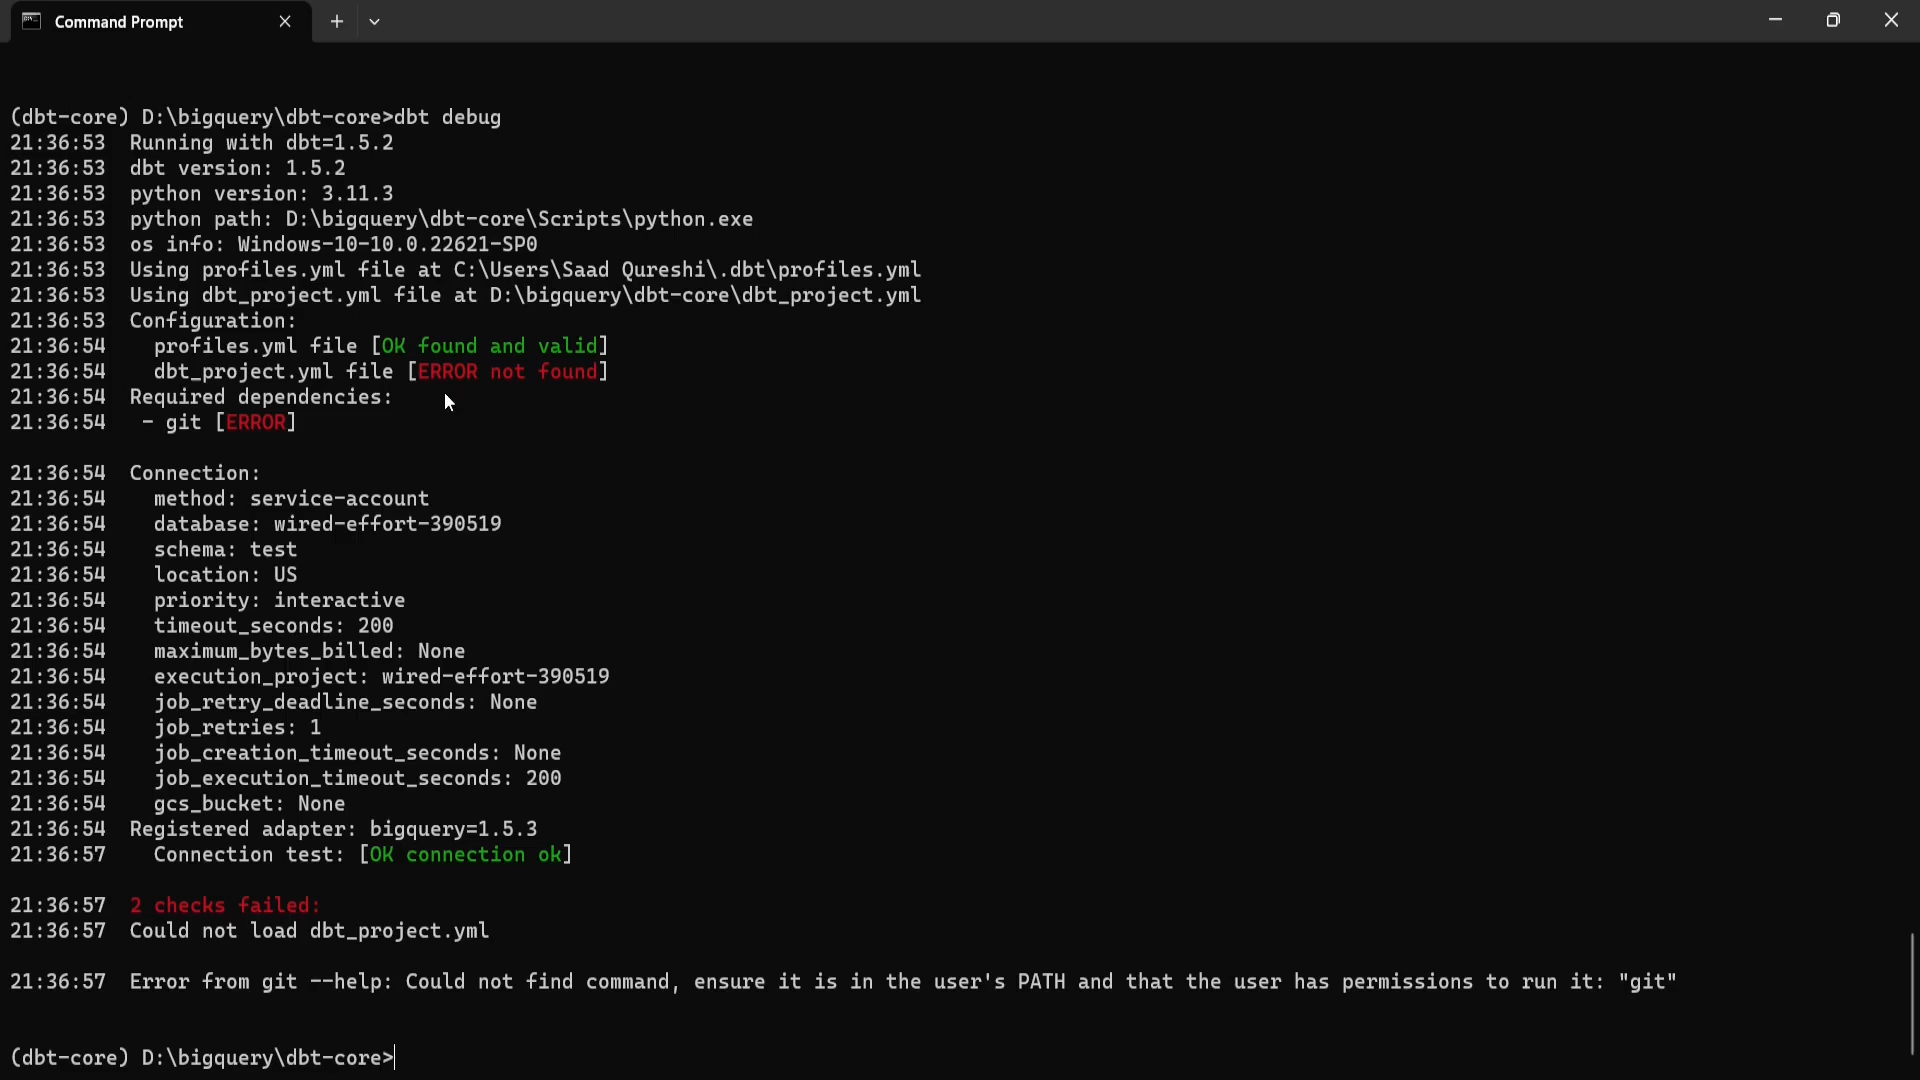 Command Prompt
(dbt-core) D:\bigquery\dbt-core>dbt debug
21:36:53  Running with dbt=1.5.2
21:36:53  dbt version: 1.5.2
21:36:53  python version: 3.11.3
21:36:53  python path: D:\bigquery\dbt-core\Scripts\python.exe
21:36:53  os info: Windows-10-10.0.22621-SP0
21:36:53  Using profiles.yml file at C:\Users\Saad Qureshi\.dbt\profiles.yml
21:36:53  Using dbt_project.yml file at D:\bigquery\dbt-core\dbt_project.yml
21:36:53  Configuration:
21:36:54    profiles.yml file [OK found and valid]
21:36:54    dbt_project.yml file [ERROR not found]
21:36:54  Required dependencies:
21:36:54   - git [ERROR]
21:36:54  Connection:
21:36:54    method: service-account
21:36:54    database: wired-effort-390519
21:36:54    schema: test
21:36:54    location: US
21:36:54    priority: interactive
21:36:54    timeout_seconds: 200
21:36:54    maximum_bytes_billed: None
21:36:54    execution_project: wired-effort-390519
21:36:54    job_retry_deadline_seconds: None
21:36:54    job_retries: 1
21:36:54    job_creation_timeout_seconds: None
21:36:54    job_execution_timeout_seconds: 200
21:36:54    gcs_bucket: None
21:36:54  Registered adapter: bigquery=1.5.3
21:36:57    Connection test: [OK connection ok]
21:36:57  2 checks failed:
21:36:57  Could not load dbt_project.yml
21:36:57  Error from git --help: Could not find command, ensure it is in the user's PATH and that the user has permissions to run it: "git"
(dbt-core) D:\bigquery\dbt-core>